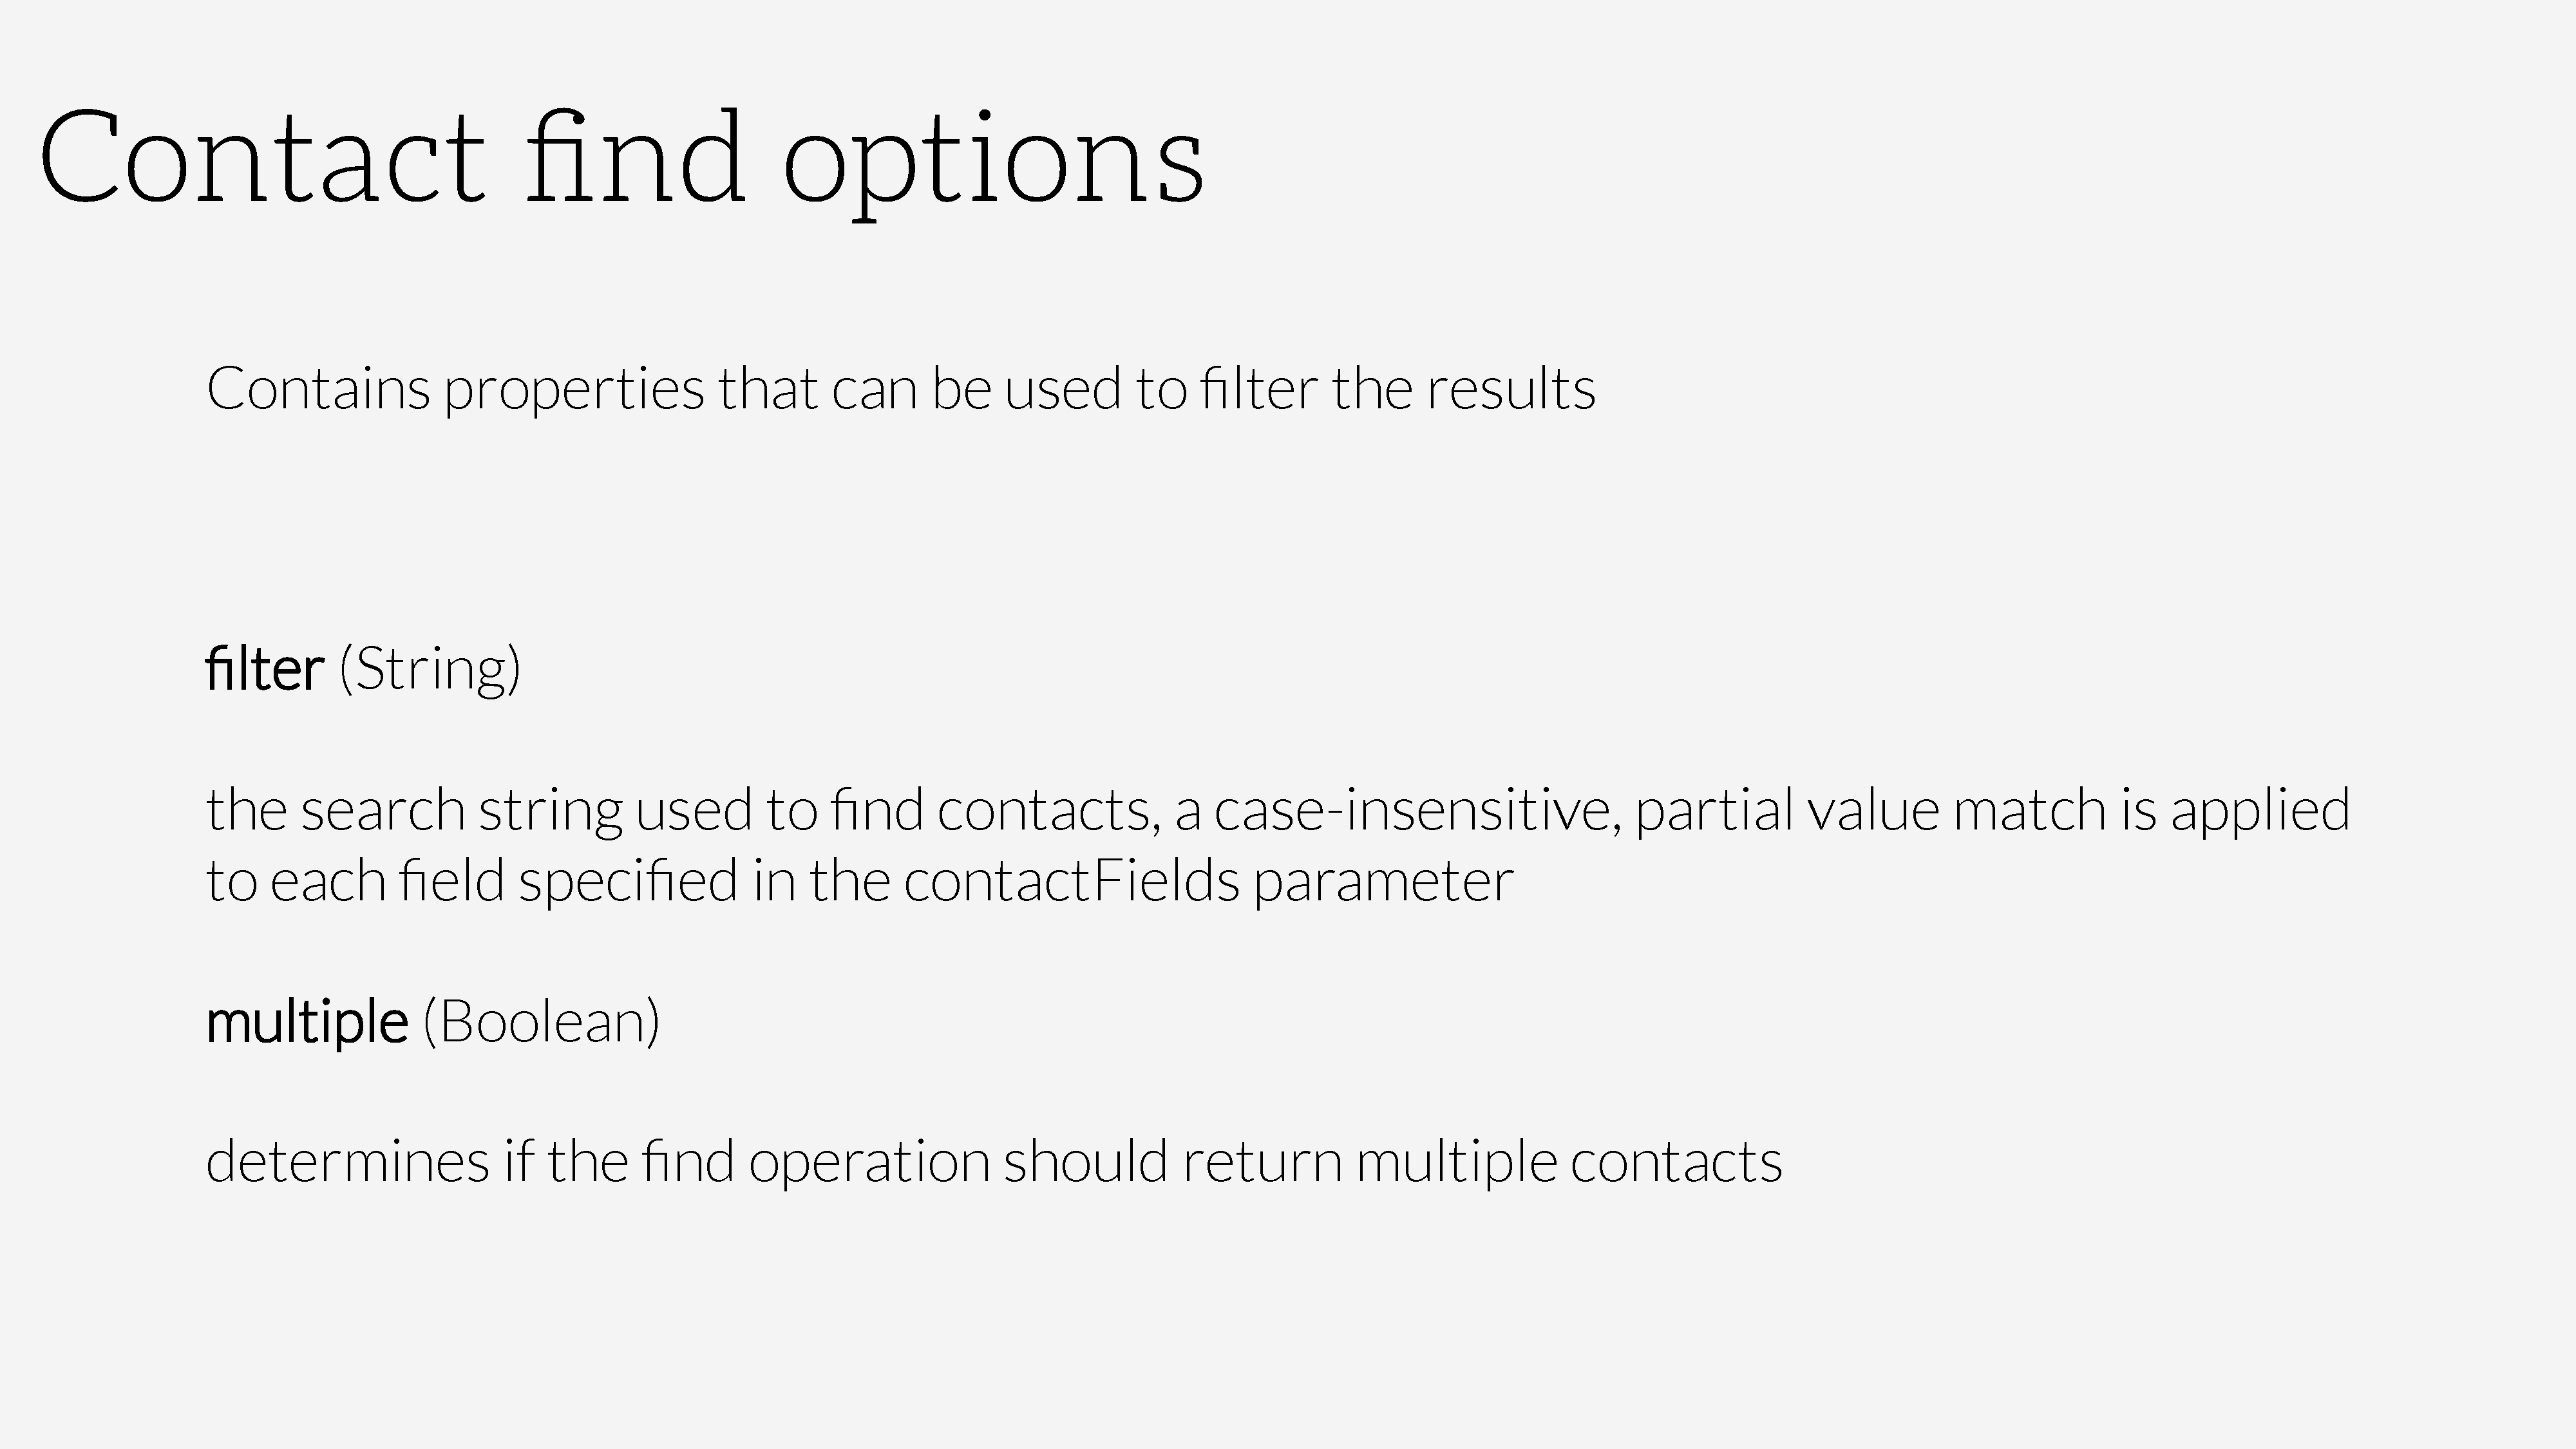 Contact find options
Contains properties that can be used to filter the results
filter (String)
the search string used to find contacts, a case-insensitive, partial value match is applied
to each field specified in the contactFields parameter
multiple (Boolean)
determines if the find operation should return multiple contacts